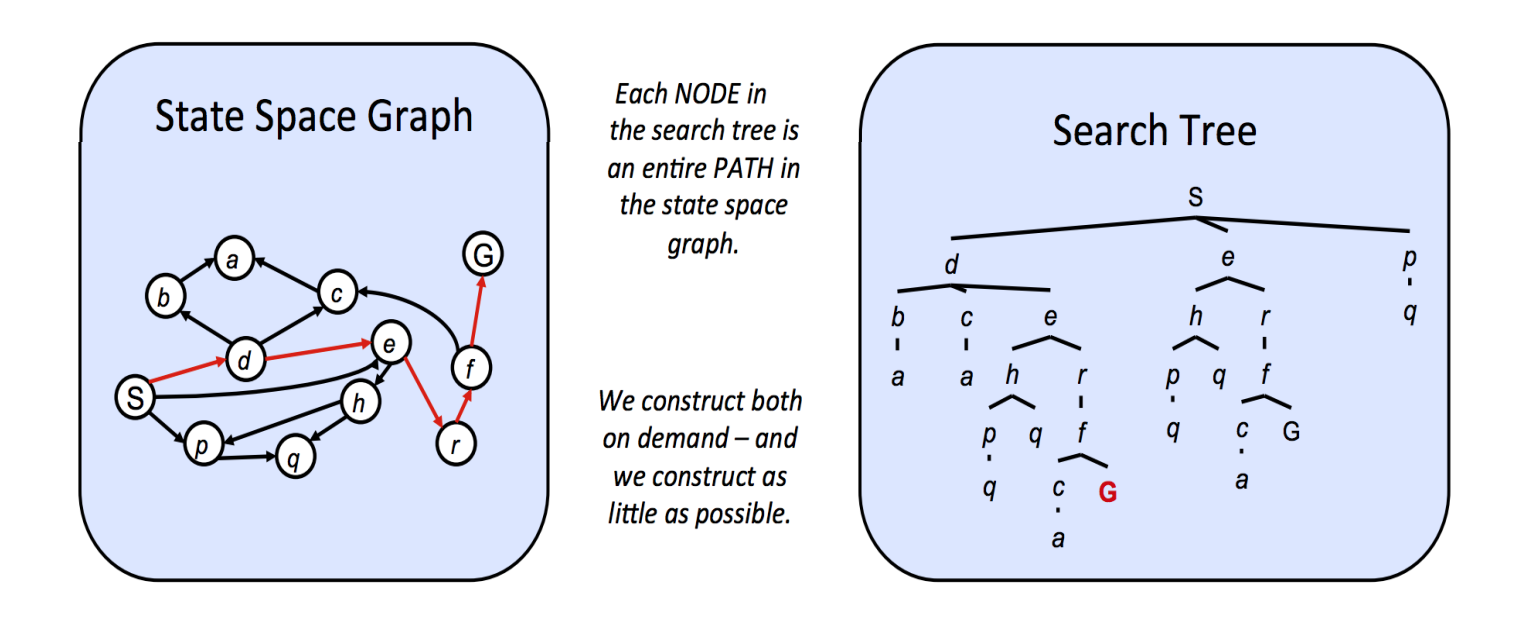 State Space Graph
a
G
b
c
e
d
f
S
h
p
q
r
Each NODE in
the search tree is
an entire PATH in
the state space
graph.
We construct both
on demand – and
we construct as
little as possible.
Search Tree
S
d e p
b c e h r q
a a h r p q f
p q f q c G
q c G a
a